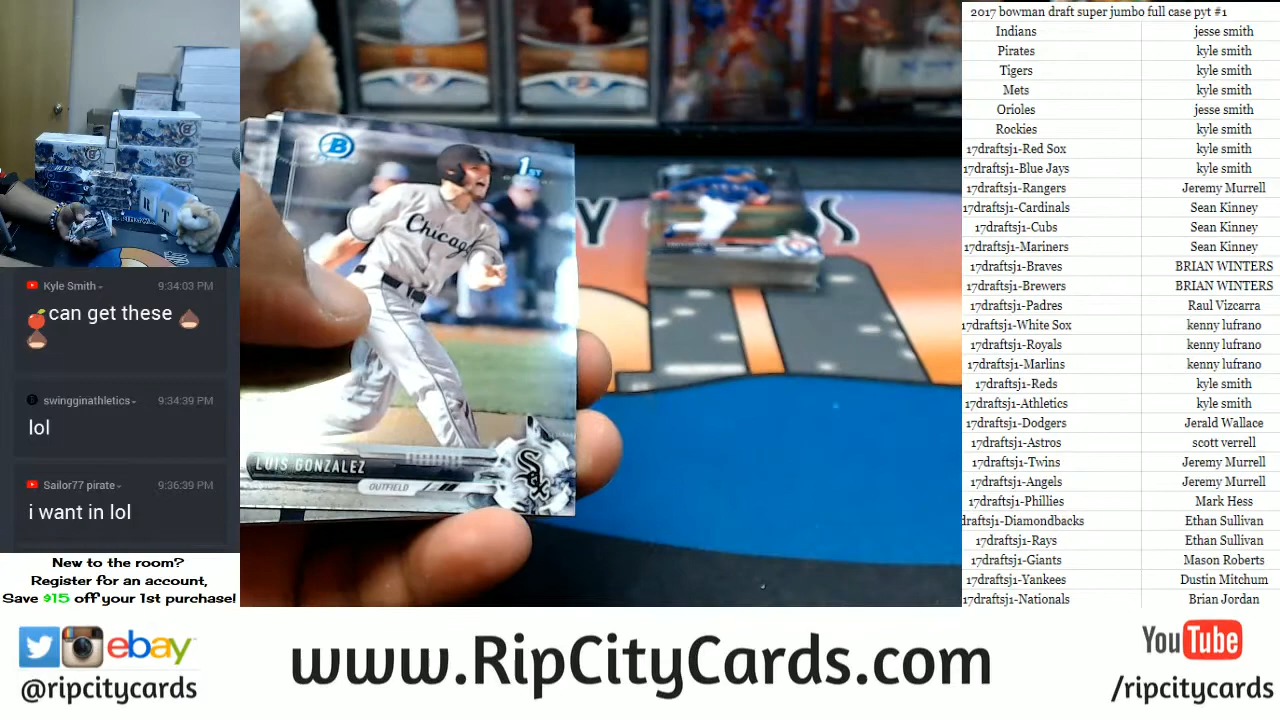 2017 bowman draft super jumbo full case pyt #1
Indians jesse smith
Pirates kyle smith
Tigers kyle smith
Mets kyle smith
Orioles jesse smith
Rockies kyle smith
17draftsj1-Red Sox kyle smith
17draftsj1-Blue Jays kyle smith
17draftsj1-Rangers Jeremy Murrell
17draftsj1-Cardinals Sean Kinney
17draftsj1-Cubs Sean Kinney
17draftsj1-Mariners Sean Kinney
17draftsj1-Braves BRIAN WINTERS
17draftsj1-Brewers BRIAN WINTERS
17draftsj1-Padres Raul Vizcarra
17draftsj1-White Sox kenny lufrano
17draftsj1-Royals kenny lufrano
17draftsj1-Marlins kenny lufrano
17draftsj1-Reds kyle smith
17draftsj1-Athletics kyle smith
17draftsj1-Dodgers Jerald Wallace
17draftsj1-Astros scott verrell
17draftsj1-Twins Jeremy Murrell
17draftsj1-Angels Jeremy Murrell
17draftsj1-Phillies Mark Hess
draftsj1-Diamondbacks Ethan Sullivan
17draftsj1-Rays Ethan Sullivan
17draftsj1-Giants Mason Roberts
17draftsj1-Yankees Dustin Mitchum
17draftsj1-Nationals Brian Jordan
B
1ST
Chicago
LUIS GONZALEZ
OUTFIELD
SOX
Y
S
R T
Kyle Smith 9:34:03 PM
can get these
swingginathletics 9:34:39 PM
lol
Sailor77 pirate 9:36:39 PM
i want in lol
New to the room?
Register for an account,
Save $15 off your 1st purchase!
ebay
@ripcitycards
www.RipCityCards.com
YouTube
/ripcitycards